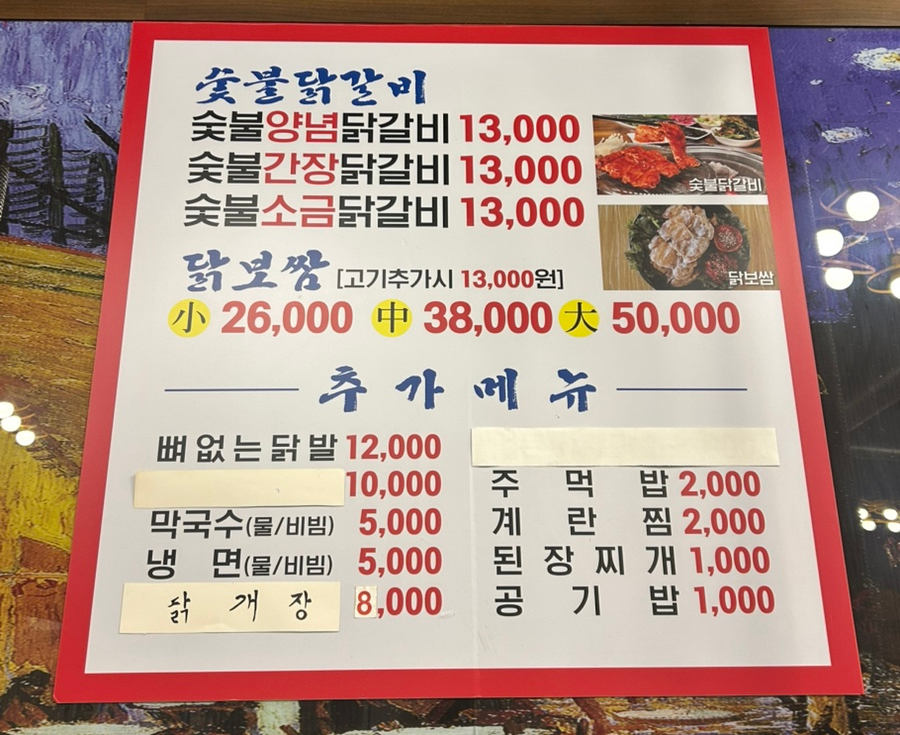 숯불닭갈비
숯불양념닭갈비 13,000
숯불간장닭갈비 13,000
숯불소금닭갈비 13,000
숯불닭갈비
닭보쌈
닭보쌈 [고기추가시 13,000원]
小 26,000 中 38,000 大 50,000
추가메뉴
뼈없는닭발 12,000
10,000
막국수(물/비빔) 5,000
냉면(물/비빔) 5,000
닭개장 8,000
주먹밥 2,000
계란찜 2,000
된장찌개 1,000
공기밥 1,000